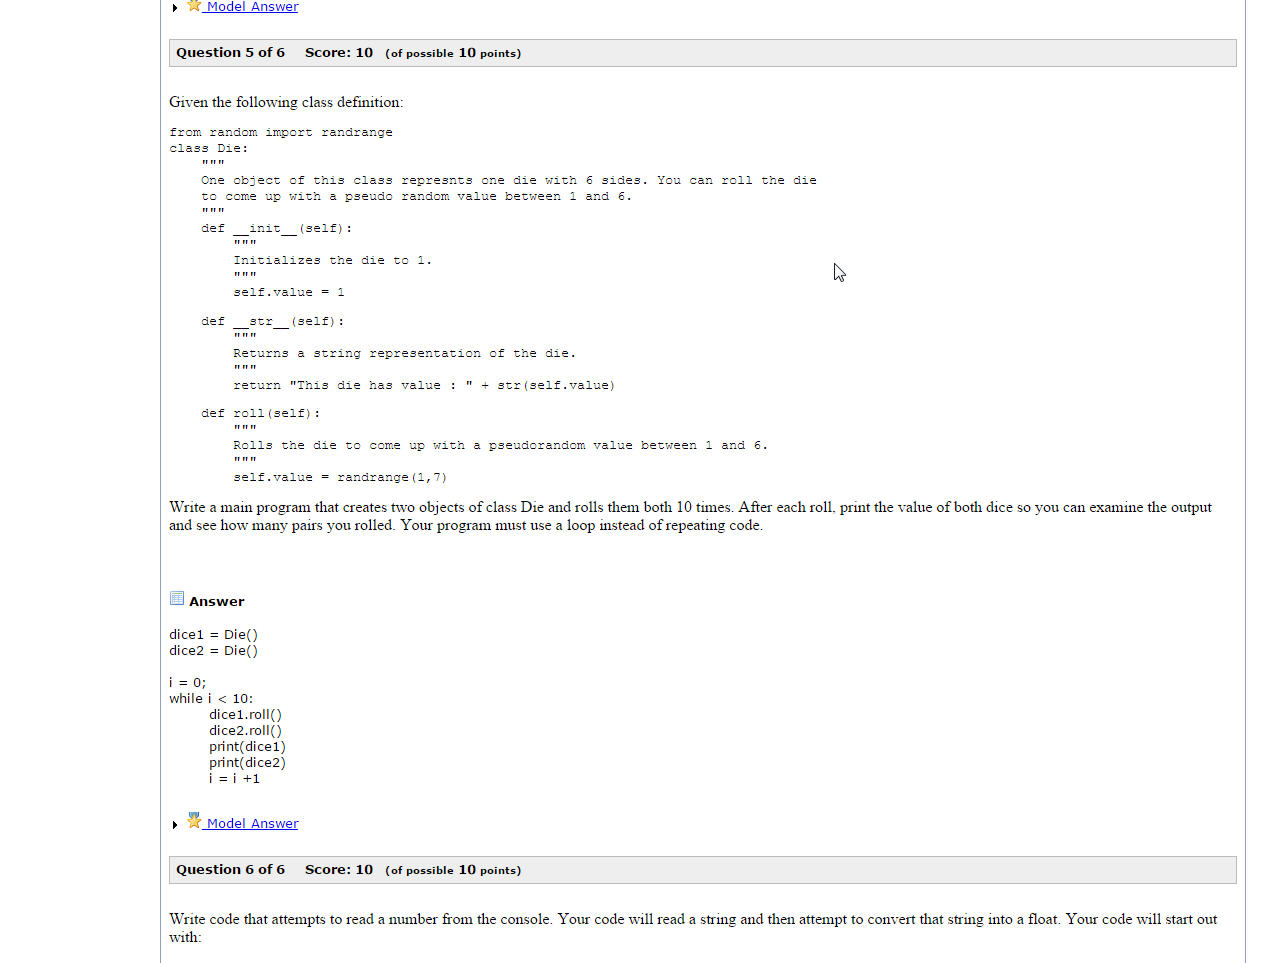 Model Answer
Question 5 of 6 Score: 10 (of possible 10 points)
Given the following class definition:
from random import randrange
class Die:
    """
    One object of this class represnts one die with 6 sides. You can roll the die
    to come up with a pseudo random value between 1 and 6.
    """
    def __init__(self):
        """
        Initializes the die to 1.
        """
        self.value = 1
    def __str__(self):
        """
        Returns a string representation of the die.
        """
        return "This die has value : " + str(self.value)
    def roll(self):
        """
        Rolls the die to come up with a pseudorandom value between 1 and 6.
        """
        self.value = randrange(1,7)
Write a main program that creates two objects of class Die and rolls them both 10 times. After each roll, print the value of both dice so you can examine the output
and see how many pairs you rolled. Your program must use a loop instead of repeating code.
Answer
dice1 = Die()
dice2 = Die()
i = 0;
while i < 10:
     dice1.roll()
     dice2.roll()
     print(dice1)
     print(dice2)
     i = i +1
Model Answer
Question 6 of 6 Score: 10 (of possible 10 points)
Write code that attempts to read a number from the console. Your code will read a string and then attempt to convert that string into a float. Your code will start out
with: